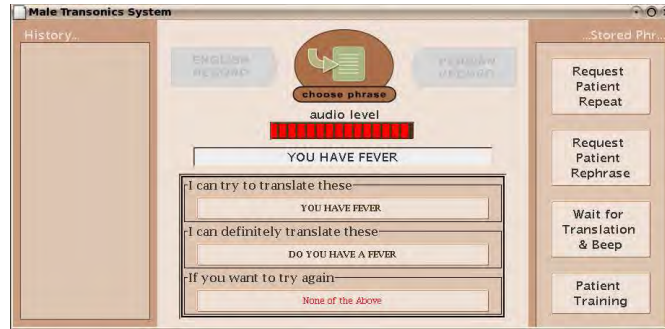 Male Transonics System
History...
...Stored Phr...
ENGLISH
RECORD
PERSIAN
RECORD
choose phrase
audio level
YOU HAVE FEVER
I can try to translate these
YOU HAVE FEVER
I can definitely translate these
DO YOU HAVE A FEVER
If you want to try again
None of the Above
Request
Patient
Repeat
Request
Patient
Rephrase
Wait for
Translation
& Beep
Patient
Training